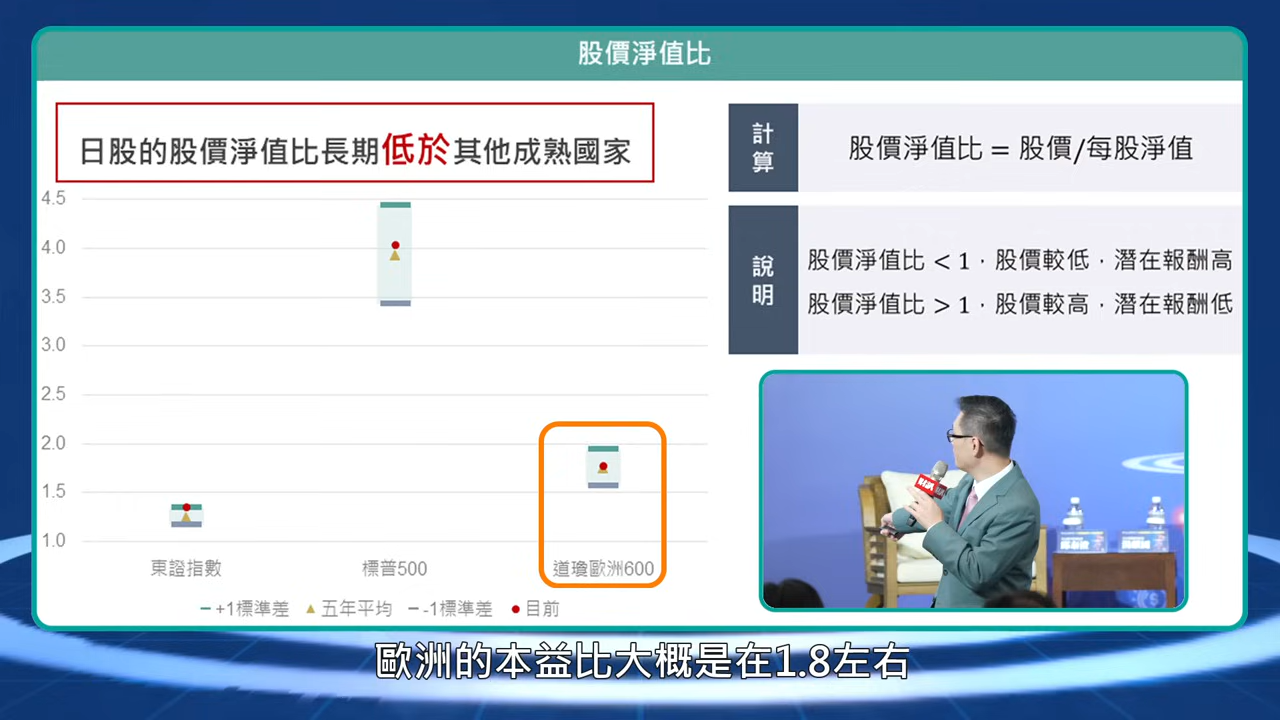 股價淨值比
日股的股價淨值比長期低於其他成熟國家
4.5
4.0
3.5
3.0
2.5
2.0
1.5
1.0
東證指數
標普500
道瓊歐洲600
+1標準差
五年平均
-1標準差
目前
計算
股價淨值比 = 股價/每股淨值
說明
股價淨值比 < 1，股價較低，潛在報酬高
股價淨值比 > 1，股價較高，潛在報酬低
歐洲的本益比大概是在1.8左右